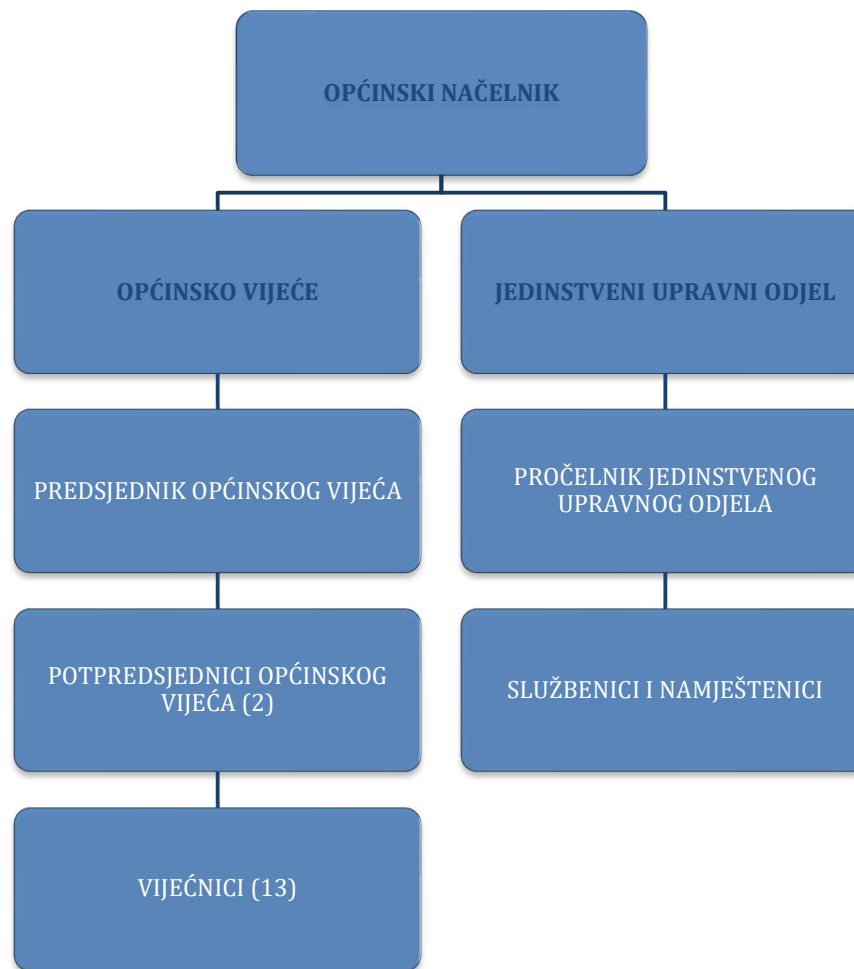 OPĆINSKI NAČELNIK
OPĆINSKO VIJEĆE
JEDINSTVENI UPRAVNI ODJEL
PREDSJEDNIK OPĆINSKOG VIJEĆA
PROČELNIK JEDINSTVENOG
UPRAVNOG ODJELA
POTPREDSJEDNICI OPĆINSKOG
VIJEĆA (2)
SLUŽBENICI I NAMJEŠTENICI
VIJEĆNICI (13)